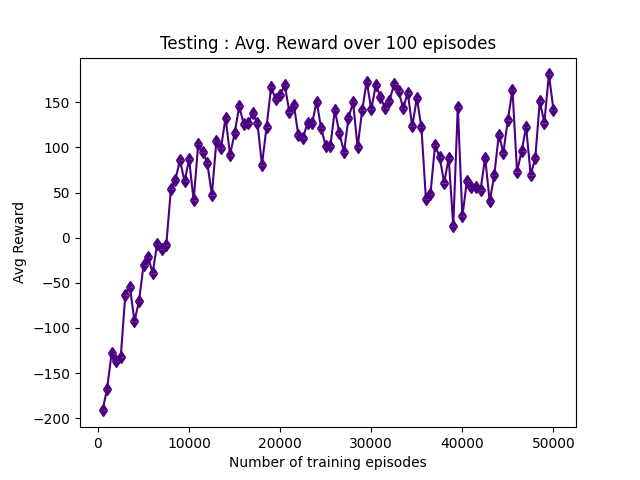 Testing : Avg. Reward over 100 episodes
150
100
50
0
−50
−100
−150
−200
Avg Reward
0 10000 20000 30000 40000 50000
Number of training episodes